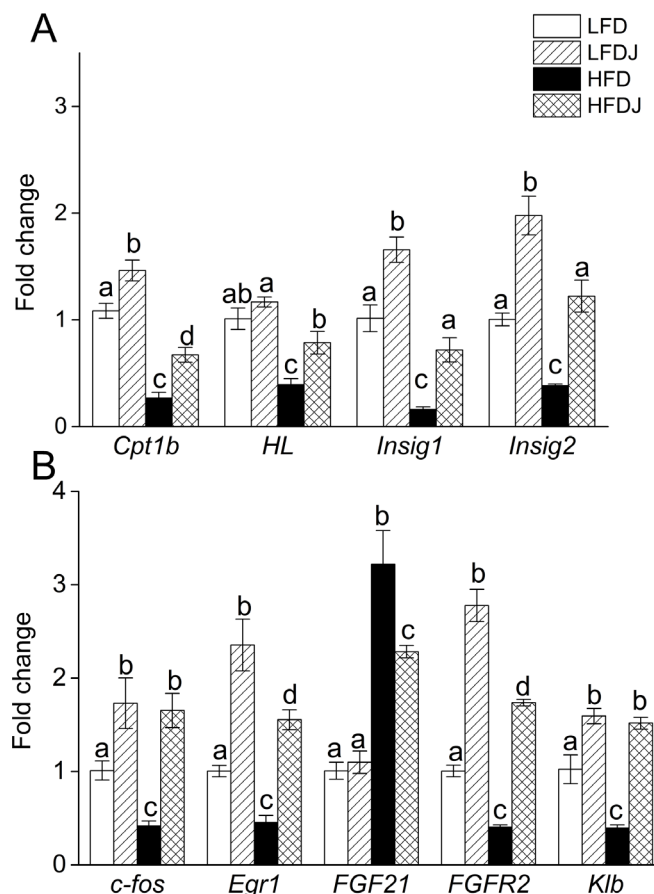 A
LFD
LFDJ
HFD
HFDJ
3
2
1
0
Fold change
a b c d
ab a c b
a b c a
a b c a
Cpt1b HL Insig1 Insig2
B
4
3
2
1
0
Fold change
a b c b
a b c d
a a b c
a b c d
a b c b
c-fos Egr1 FGF21 FGFR2 Klb